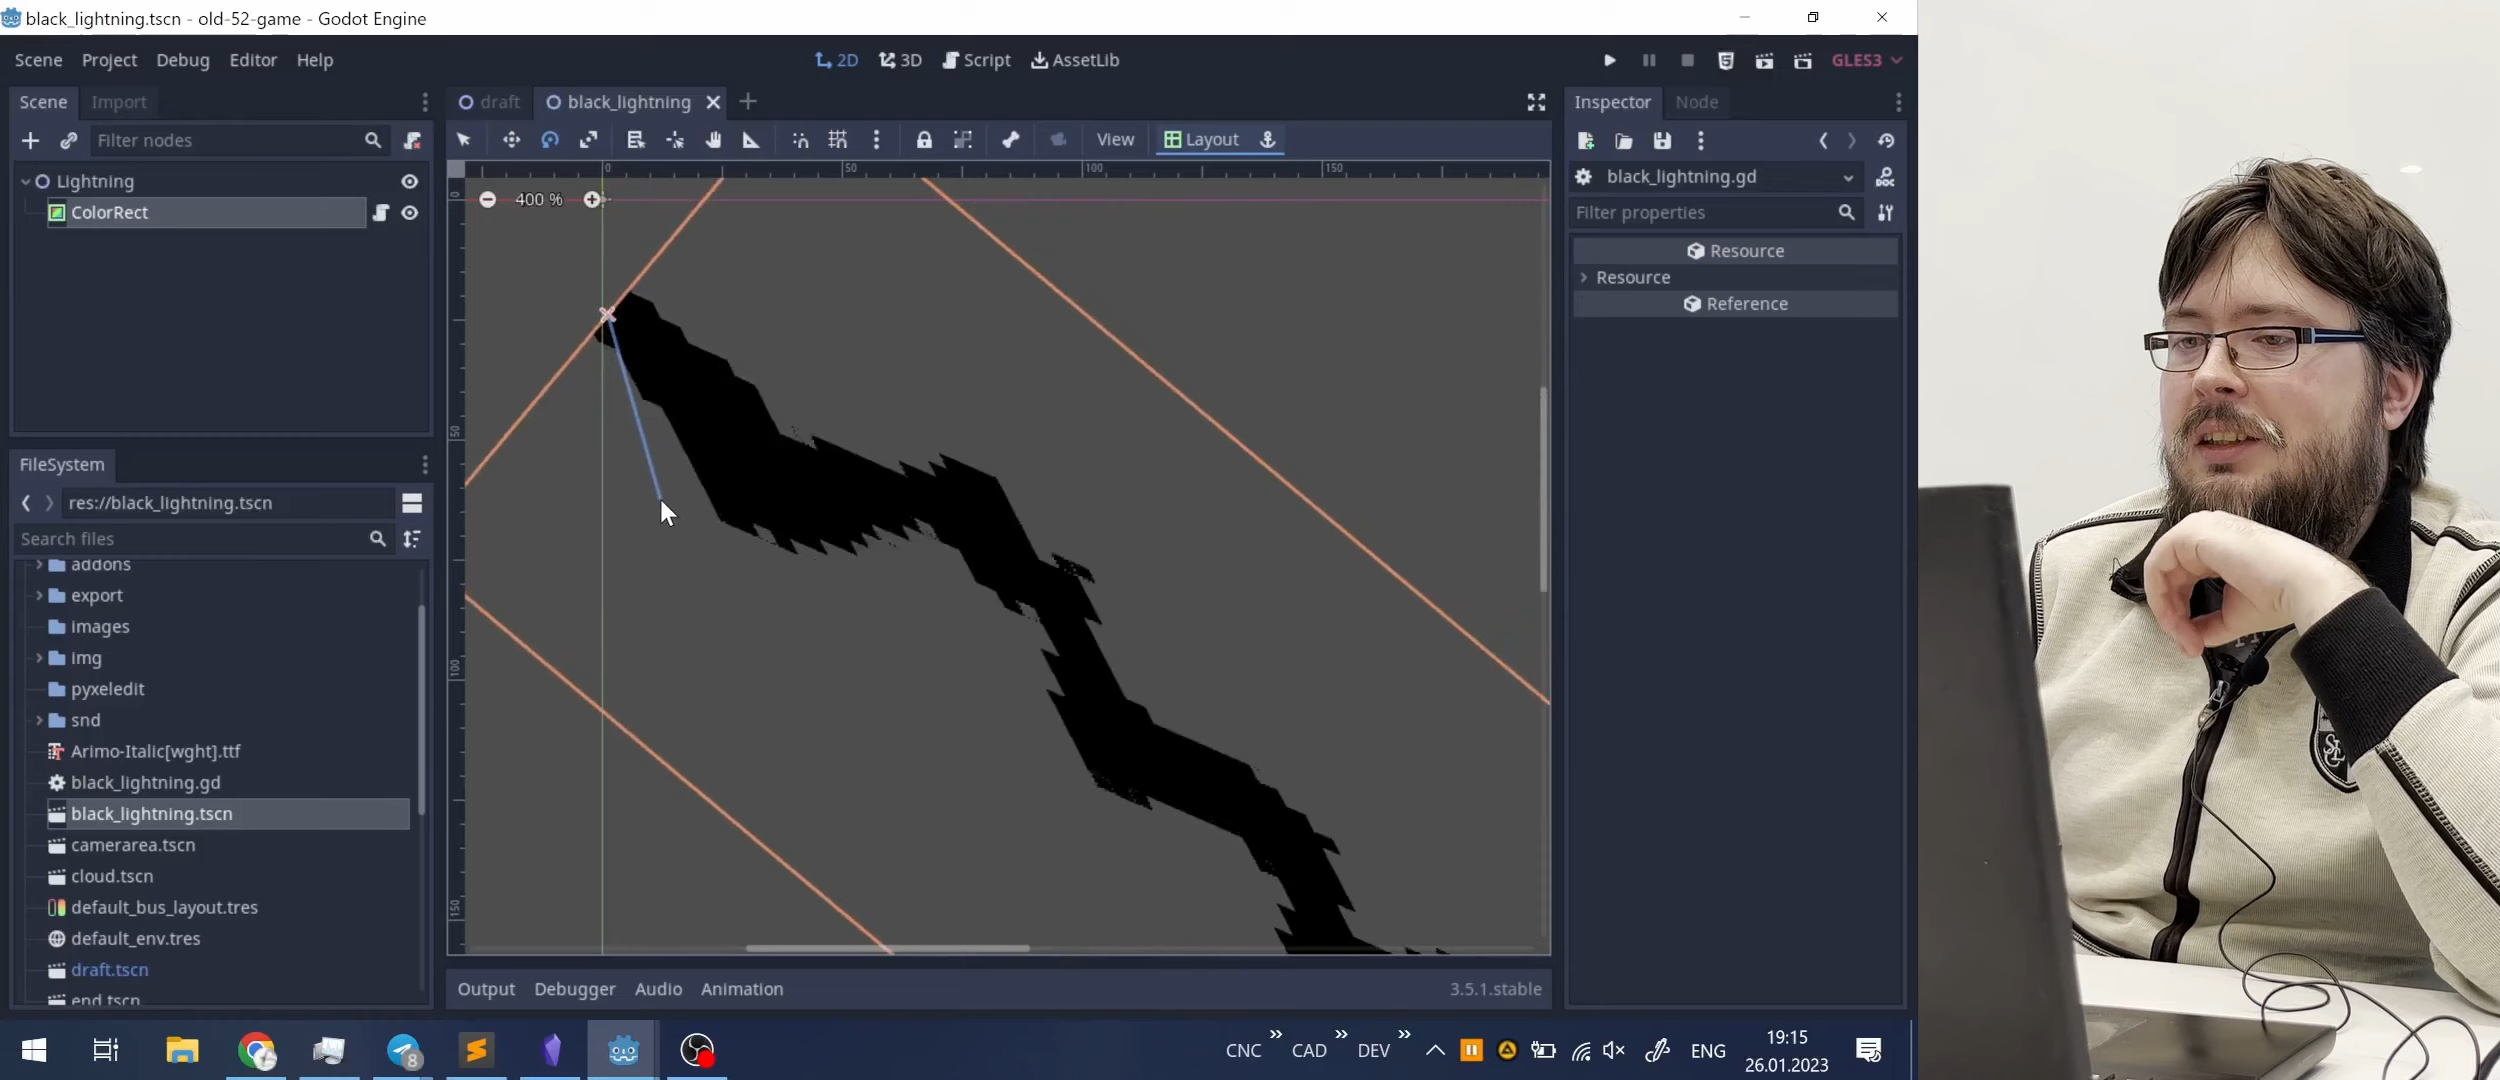 black_lightning.tscn - old-52-game - Godot Engine
Scene Project Debug Editor Help
2D 3D Script AssetLib
GLES3
Scene Import
draft black_lightning
Inspector Node
Filter nodes
View Layout
Lightning
ColorRect
0 50 100 150
400 %
0
50
100
150
black_lightning.gd
DOC
Filter properties
Resource
Resource
Reference
FileSystem
res://black_lightning.tscn
Search files
addons
export
images
img
pyxeledit
snd
Arimo-Italic[wght].ttf
black_lightning.gd
black_lightning.tscn
camerarea.tscn
cloud.tscn
default_bus_layout.tres
default_env.tres
draft.tscn
end.tscn
Output Debugger Audio Animation
3.5.1.stable
8
CNC » CAD » DEV »
ENG
19:15
26.01.2023